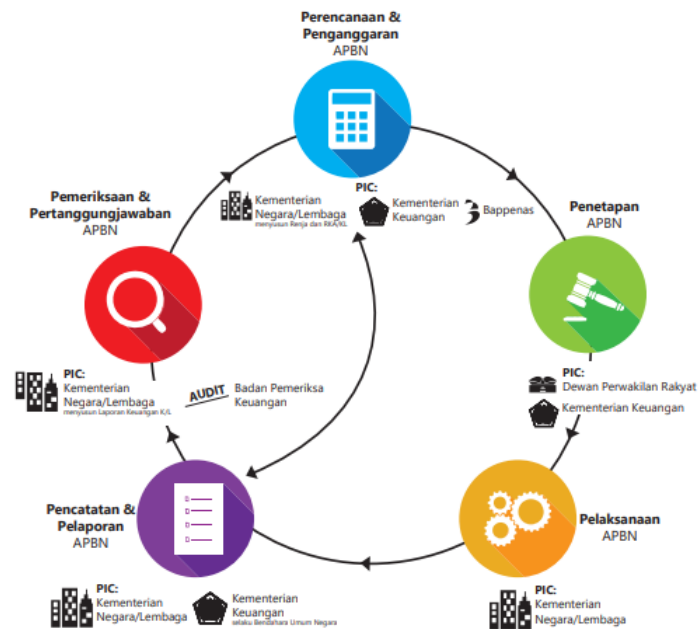 Perencanaan &
Penganggaran
APBN
PIC:
Kementerian
Negara/Lembaga
menyusun Renja dan RKA/KL
Kementerian
Keuangan
Bappenas
Penetapan
APBN
PIC:
Dewan Perwakilan Rakyat
Kementerian Keuangan
Pelaksanaan
APBN
PIC:
Kementerian
Negara/Lembaga
Pencatatan &
Pelaporan
APBN
PIC:
Kementerian
Negara/Lembaga
Kementerian
Keuangan
selaku Bendahara Umum Negara
Pemeriksaan &
Pertanggungjawaban
APBN
PIC:
Kementerian
Negara/Lembaga
menyusun Laporan Keuangan K/L
AUDIT
Badan Pemeriksa
Keuangan